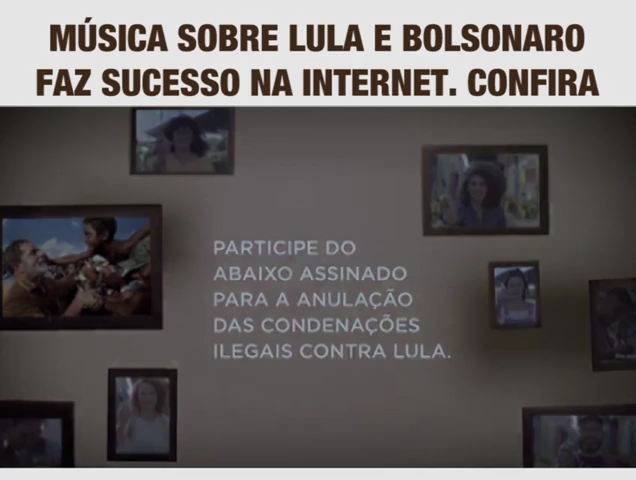 MÚSICA SOBRE LULA E BOLSONARO
FAZ SUCESSO NA INTERNET. CONFIRA
PARTICIPE DO
ABAIXO ASSINADO
PARA A ANULAÇÃO
DAS CONDENAÇÕES
ILEGAIS CONTRA LULA.